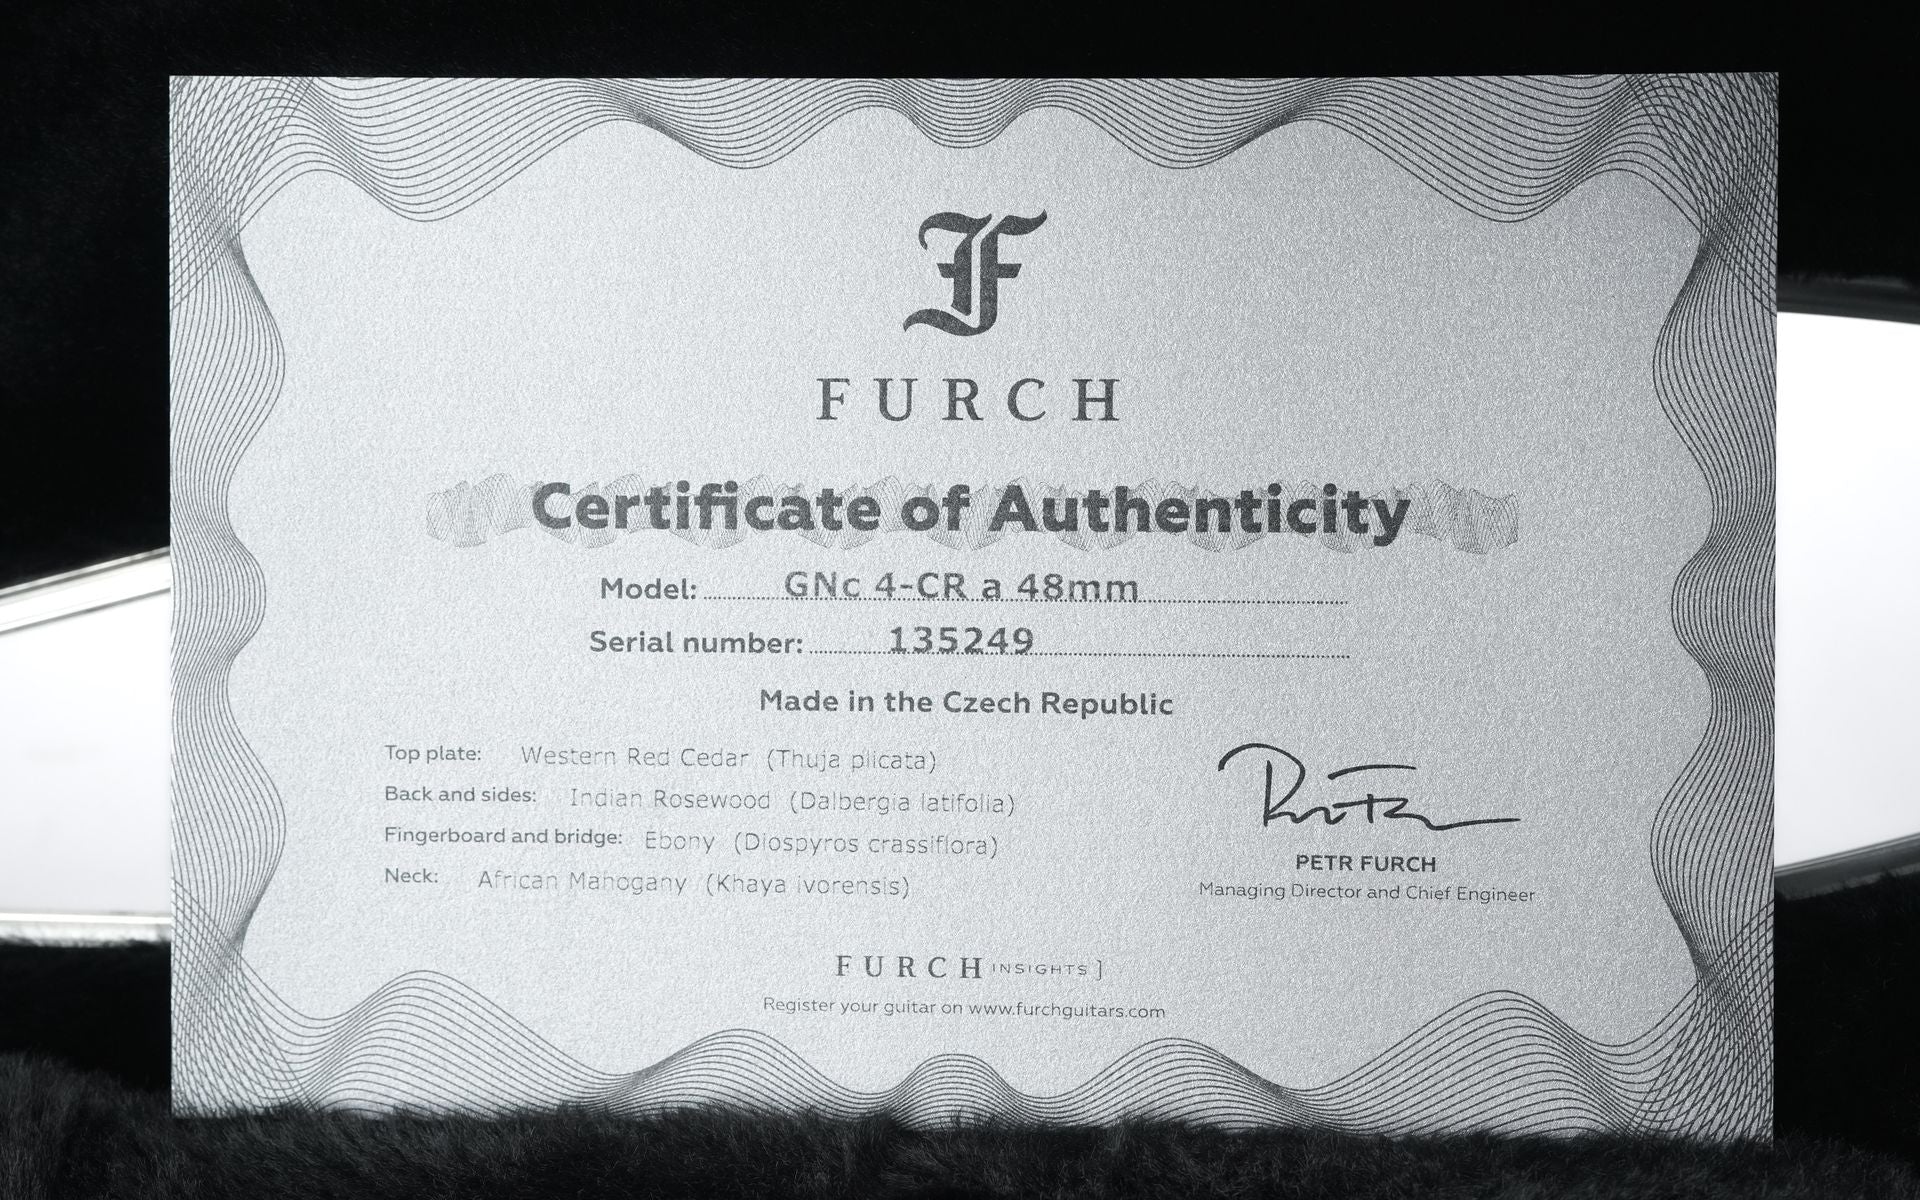 F
FURCH
Certificate of Authenticity
Model: GNc 4-CR a 48mm
Serial number: 135249
Made in the Czech Republic
Top plate: Western Red Cedar (Thuja plicata)
Back and sides: Indian Rosewood (Dalbergia latifolia)
Fingerboard and bridge: Ebony (Diospyros crassiflora)
Neck: African Mahogany (Khaya ivorensis)
PETR FURCH
Managing Director and Chief Engineer
FURCH INSIGHTS ]
Register your guitar on www.furchguitars.com